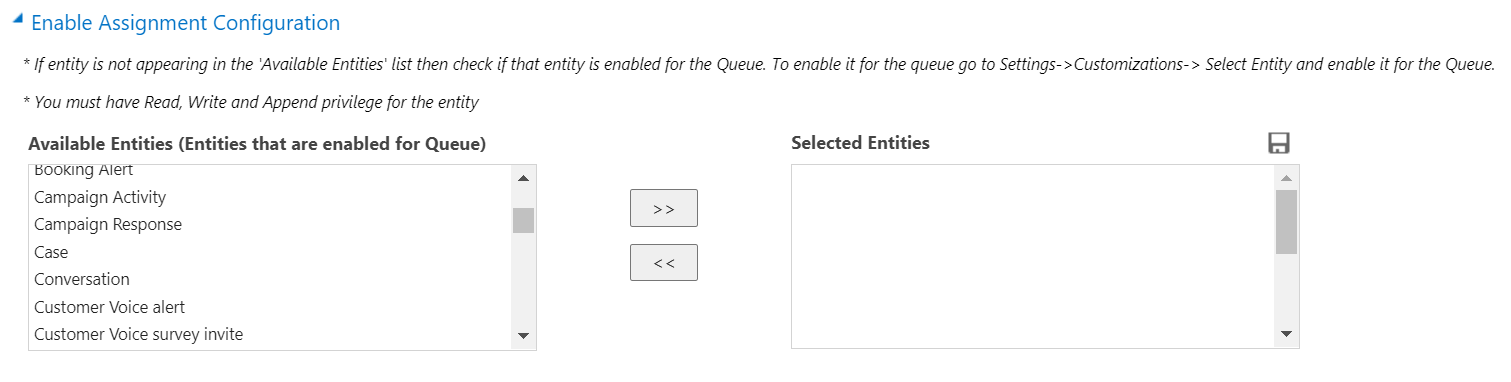 Enable Assignment Configuration
* If entity is not appearing in the 'Available Entities' list then check if that entity is enabled for the Queue. To enable it for the queue go to Settings->Customizations-> Select Entity and enable it for the Queue.
* You must have Read, Write and Append privilege for the entity
Available Entities (Entities that are enabled for Queue)
Selected Entities
Booking Alert
Campaign Activity
Campaign Response
Case
Conversation
Customer Voice alert
Customer Voice survey invite
>>
<<